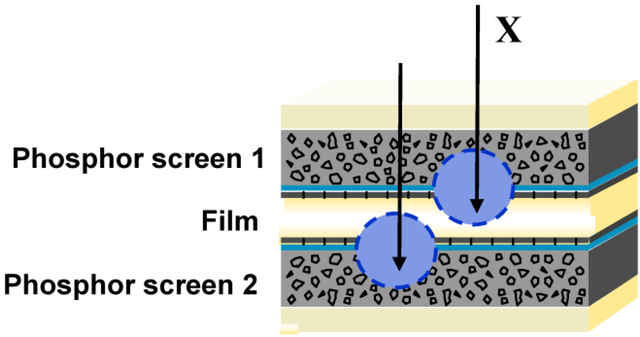 X
Phosphor screen 1
Film
Phosphor screen 2